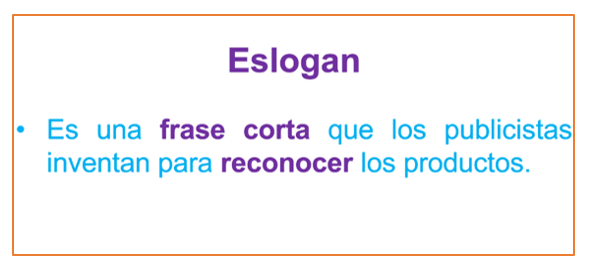 Eslogan
• Es una frase corta que los publicistas
inventan para reconocer los productos.